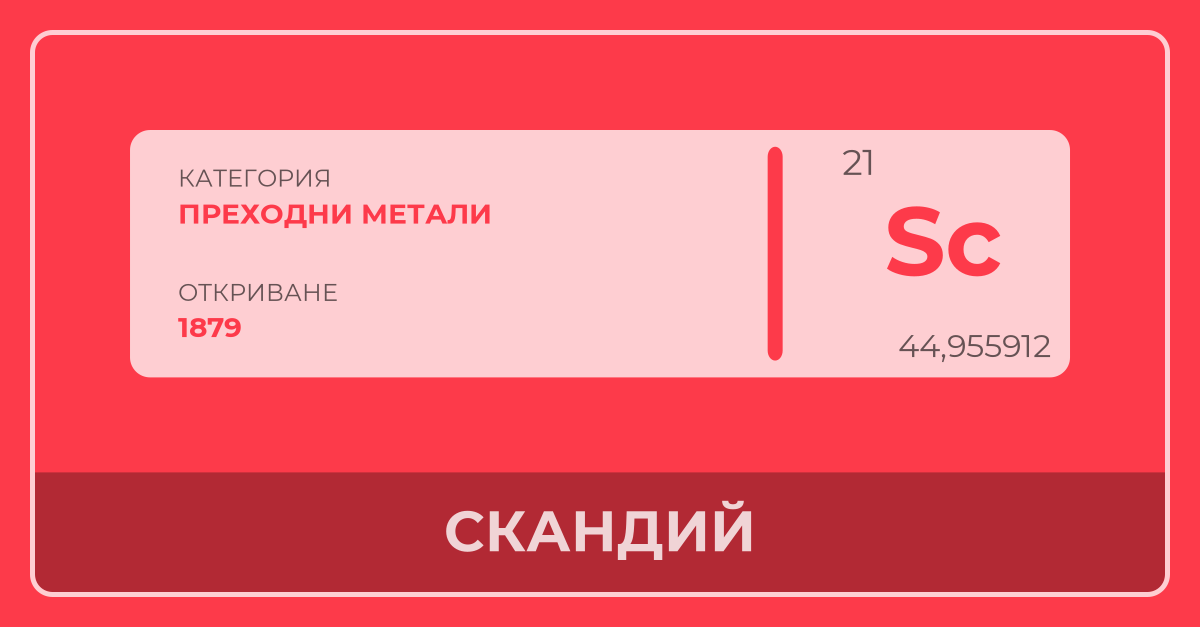 КАТЕГОРИЯ
ПРЕХОДНИ МЕТАЛИ
ОТКРИВАНЕ
1879
21
Sc
44,955912
СКАНДИЙ